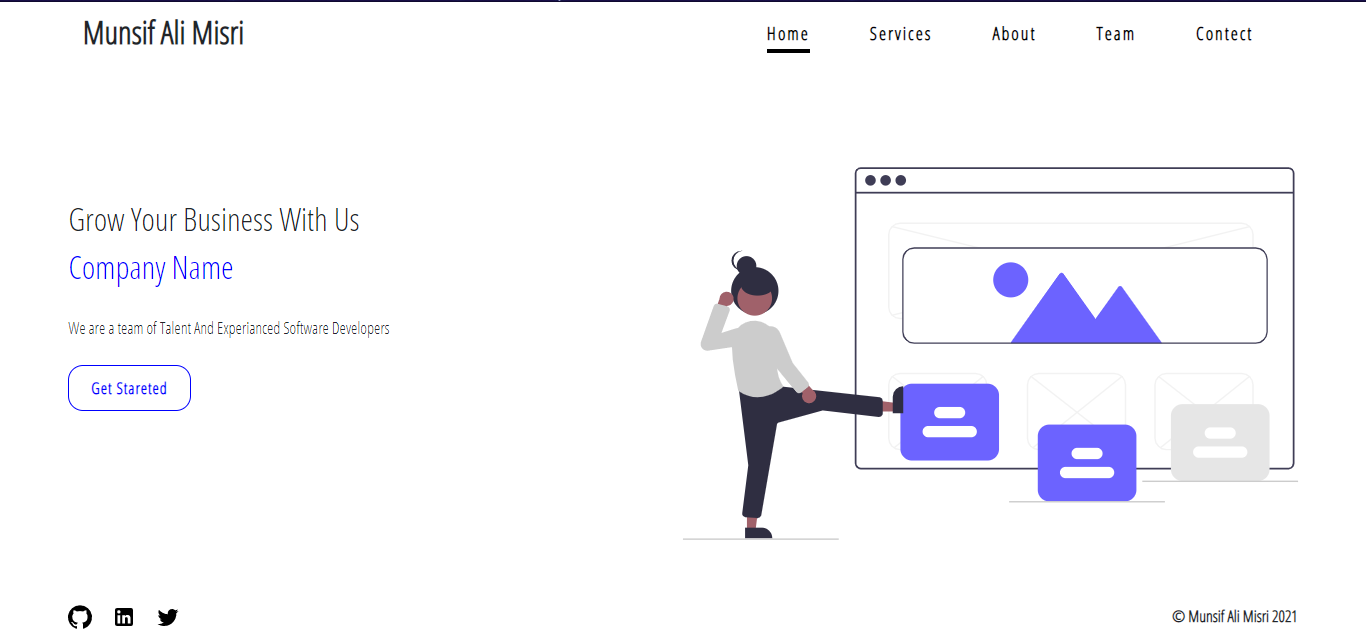 Munsif Ali Misri
Home Services About Team Contect
Grow Your Business With Us
Company Name
We are a team of Talent And Experianced Software Developers
Get Stareted
© Munsif Ali Misri 2021